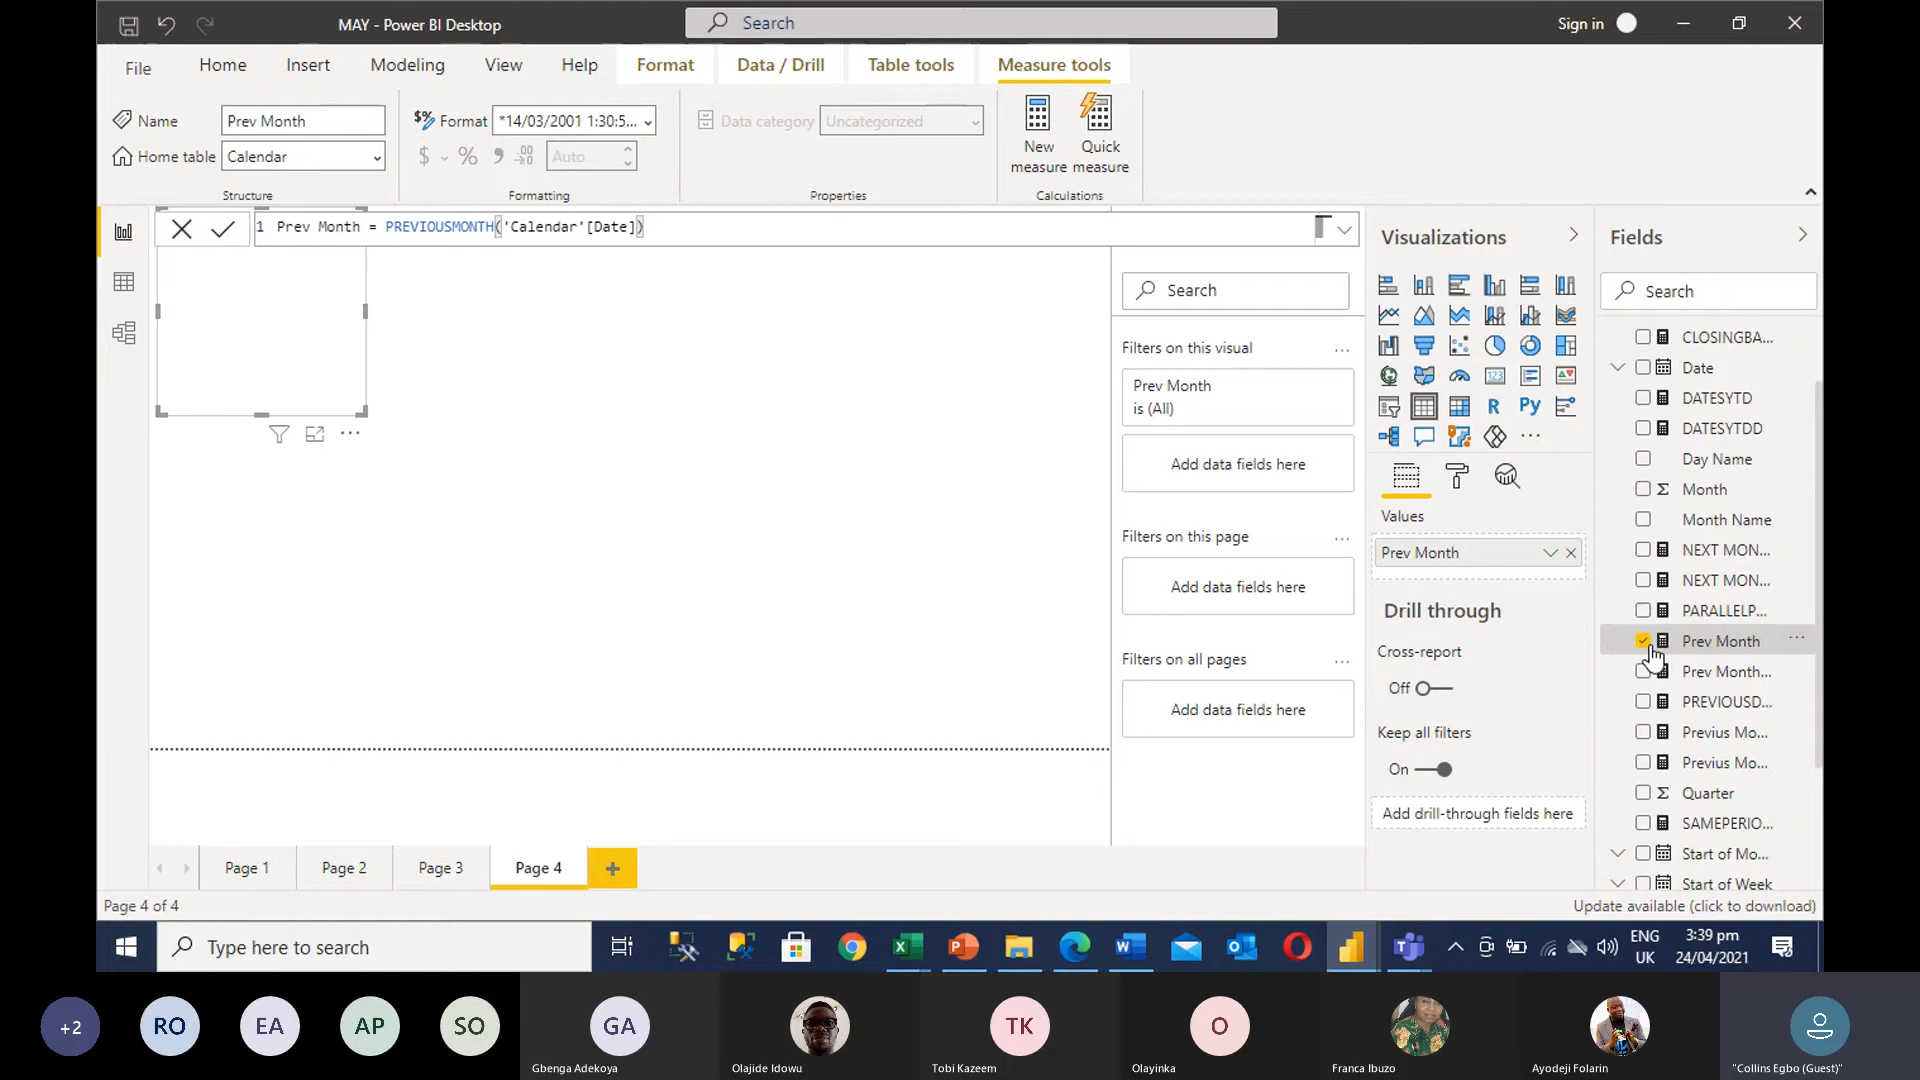 MAY - Power BI Desktop
Search
Sign in
File
Home
Insert
Modeling
View
Help
Format
Data / Drill
Table tools
Measure tools
Name
Prev Month
Home table
Calendar
Structure
$% Format
*14/03/2001 1:30:5...
$
%
Auto
Formatting
Data category
Uncategorized
Properties
New measure
Quick measure
Calculations
1 Prev Month = PREVIOUSMONTH('Calendar'[Date])
Search
Filters on this visual
...
Prev Month
is (All)
Add data fields here
Filters on this page
...
Add data fields here
Filters on all pages
...
Add data fields here
Visualizations
123
R
Py
...
Values
Prev Month
Drill through
Cross-report
Off
Keep all filters
On
Add drill-through fields here
Fields
Search
CLOSINGBA...
Date
DATESYTD
DATESYTDD
Day Name
Month
Month Name
NEXT MON...
NEXT MON...
PARALLELP...
Prev Month
...
Prev Month...
PREVIOUSD...
Previus Mo...
Previus Mo...
Quarter
SAMEPERIO...
Start of Mo...
Start of Week
Page 1
Page 2
Page 3
Page 4
+
Page 4 of 4
Update available (click to download)
Type here to search
ENG
UK
3:39 pm
24/04/2021
+2
RO
EA
AP
SO
GA
Gbenga Adekoya
Olajide Idowu
TK
Tobi Kazeem
O
Olayinka
Franca Ibuzo
Ayodeji Folarin
"Collins Egbo (Guest)"